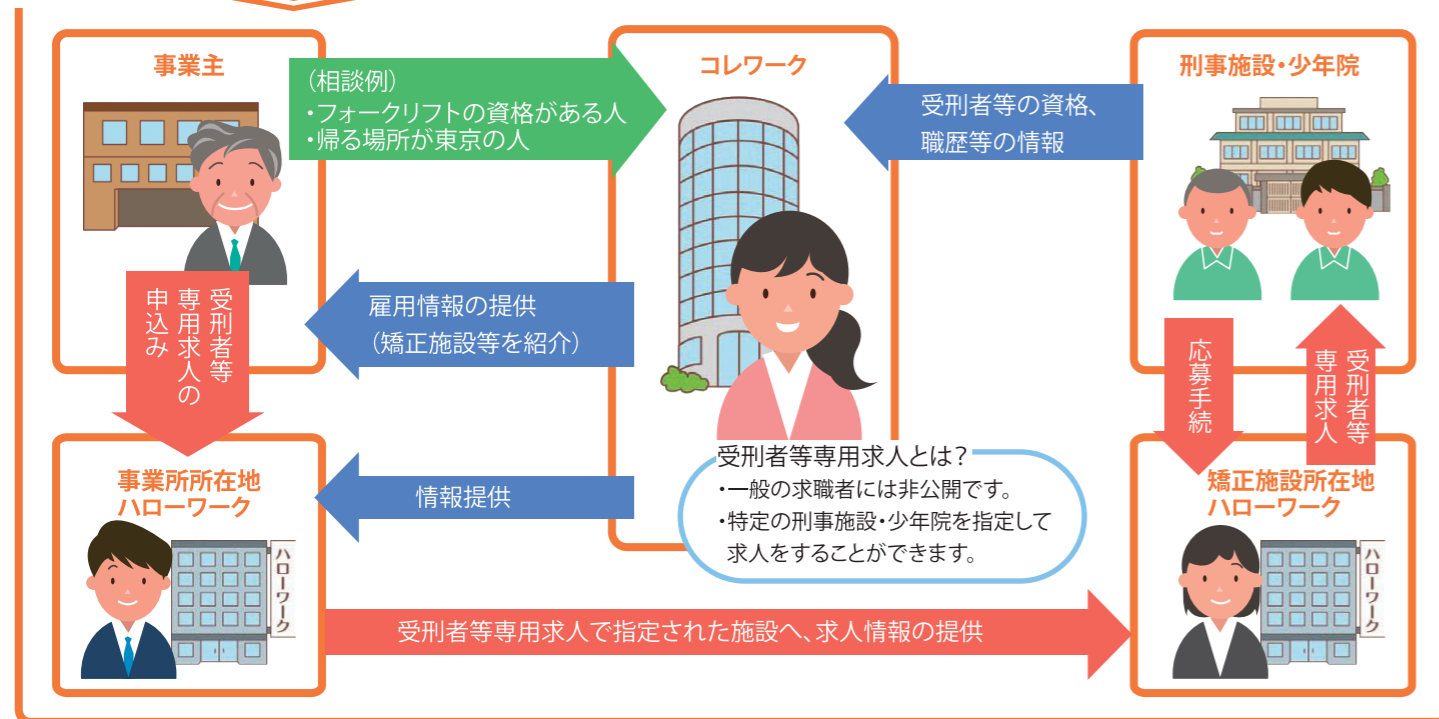 事業主
(相談例)
・フォークリフトの資格がある人
・帰る場所が東京の人
コレワーク
受刑者等の資格、
職歴等の情報
刑事施設・少年院
雇用情報の提供
(矯正施設等を紹介)
受刑者等
専用求人の
申込み
応募手続
受刑者等
専用求人
事業所所在地
ハローワーク
ハローワーク
情報提供
受刑者等専用求人とは?
・一般の求職者には非公開です。
・特定の刑事施設・少年院を指定して
求人をすることができます。
矯正施設所在地
ハローワーク
ハローワーク
受刑者等専用求人で指定された施設へ、求人情報の提供